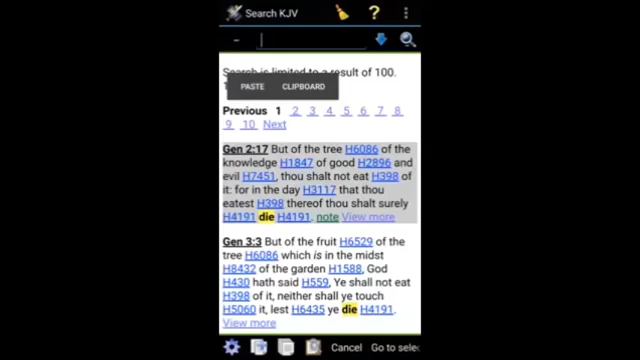 Search KJV
Search is limited to a result of 100.
PASTE CLIPBOARD
Previous 1 2 3 4 5 6 7 8
9 10 Next
Gen 2:17 But of the tree H6086 of the
knowledge H1847 of good H2896 and
evil H7451, thou shalt not eat H398 of
it: for in the day H3117 that thou
eatest H398 thereof thou shalt surely
H4191 die H4191. note View more
Gen 3:3 But of the fruit H6529 of the
tree H6086 which is in the midst
H8432 of the garden H1588, God
H430 hath said H559, Ye shall not eat
H398 of it, neither shall ye touch
H5060 it, lest H6435 ye die H4191.
View more
Cancel Go to selec